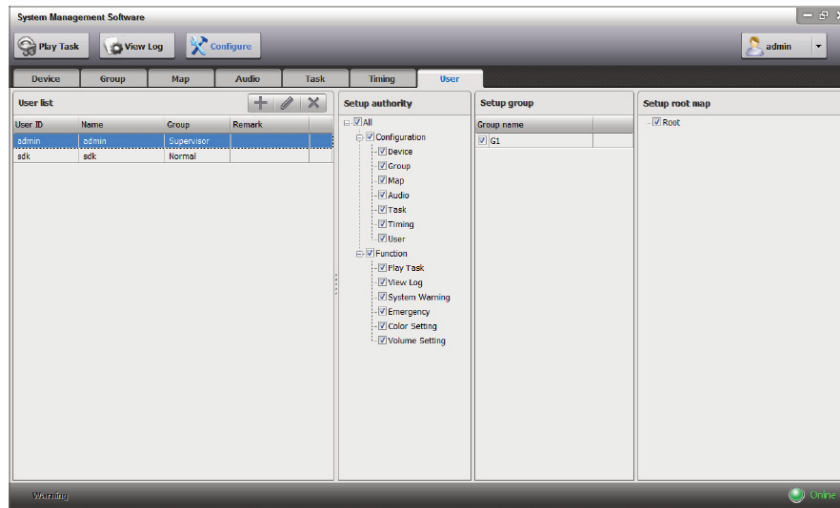 System Management Software
Play Task View Log Configure admin
Device Group Map Audio Task Timing User
User list
User ID Name Group Remark
admin admin Supervisor
sdk sdk Normal
Setup authority
All
Configuration
Device
Group
Map
Audio
Task
Timing
User
Function
Play Task
View Log
System Warning
Emergency
Color Setting
Volume Setting
Setup group
Group name
G1
Setup root map
Root
Warning Online